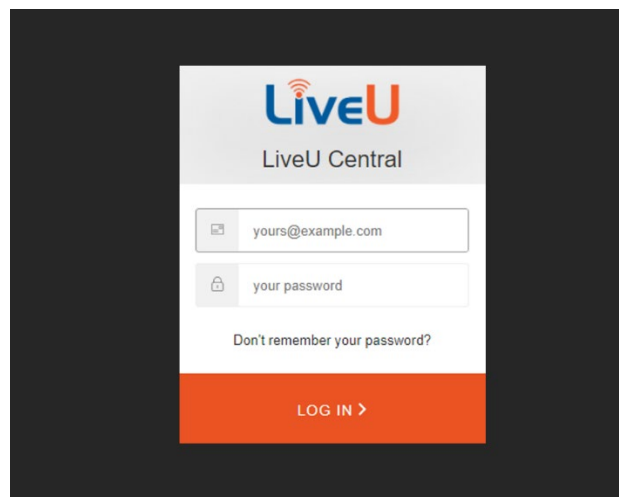 LiveU
LiveU Central
yours@example.com
your password
Don't remember your password?
LOG IN